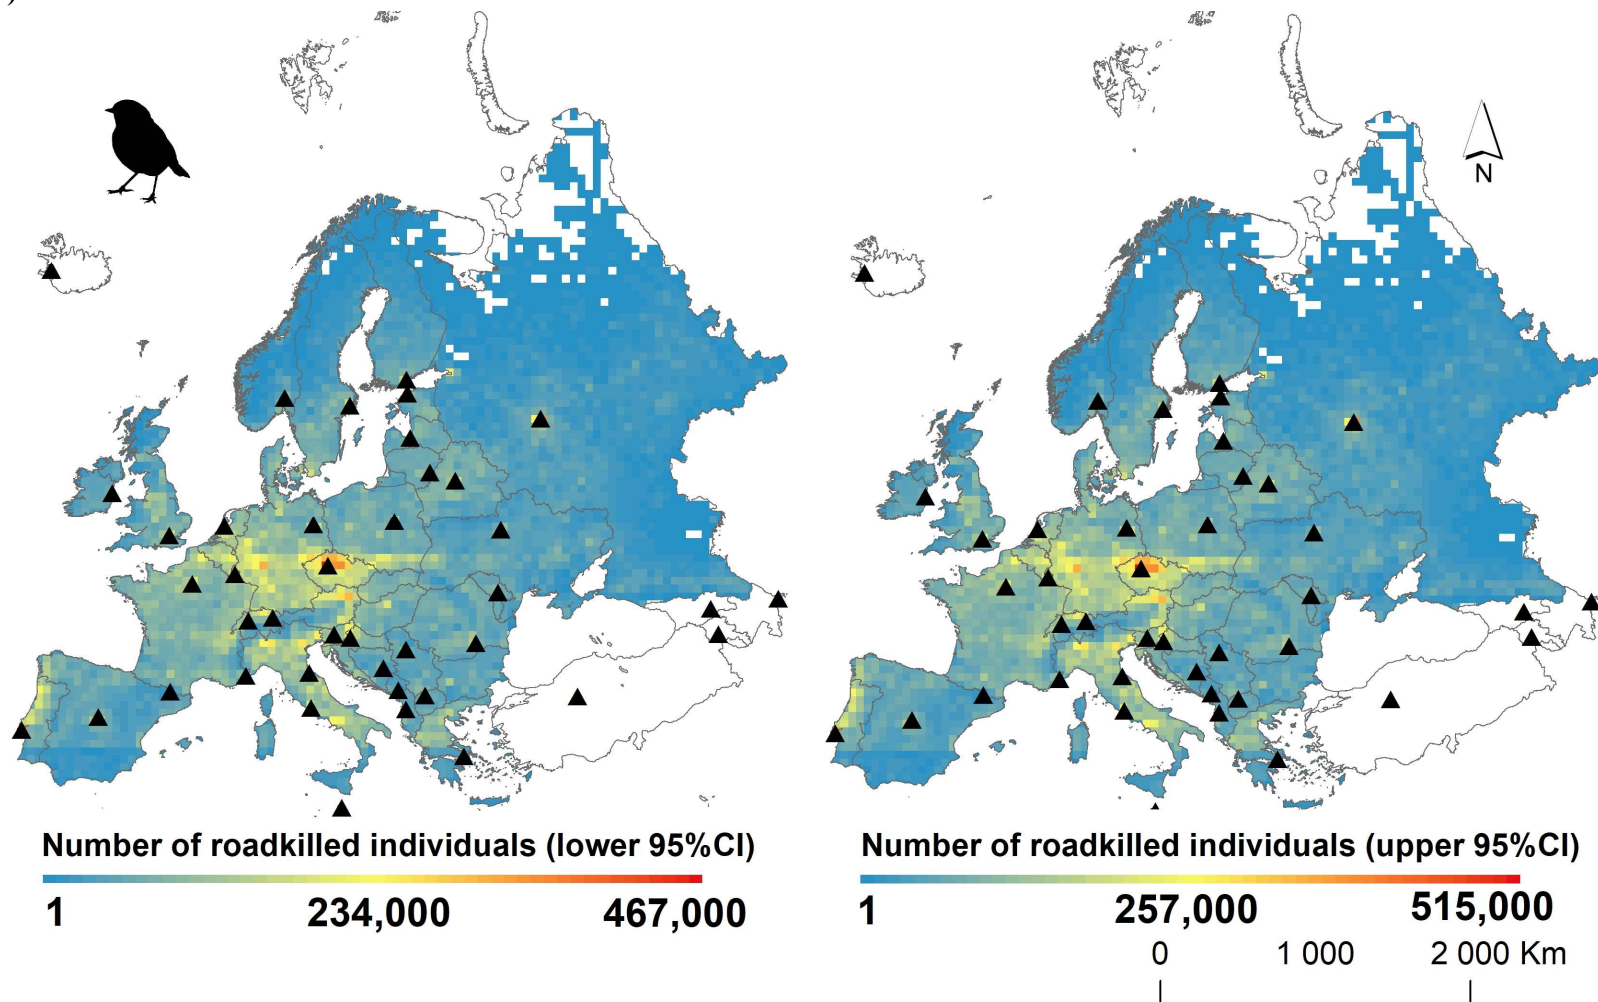 )
N
Number of roadkilled individuals (lower 95%CI)
1 234,000 467,000
Number of roadkilled individuals (upper 95%CI)
1 257,000 515,000
0 1 000 2 000 Km